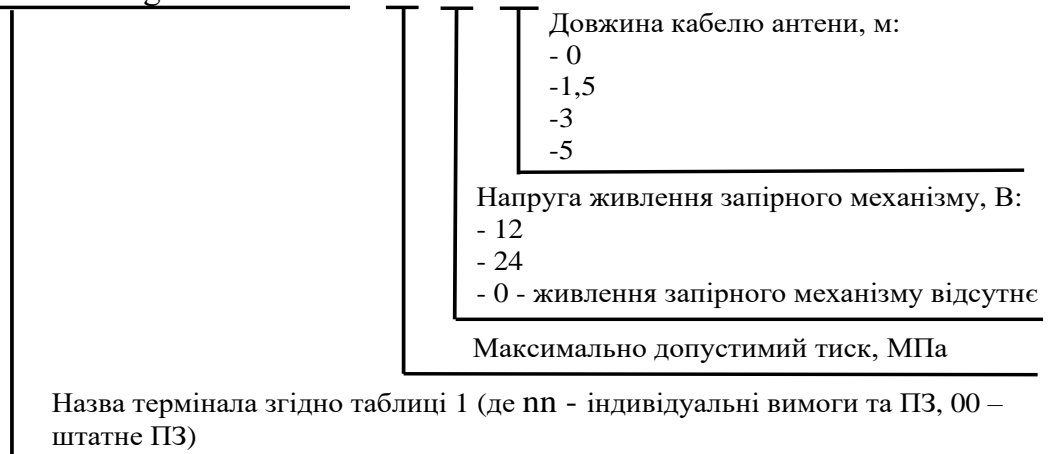 Довжина кабелю антени, м:
- 0
-1,5
-3
-5
Напруга живлення запірного механізму, В:
- 12
- 24
- 0 - живлення запірного механізму відсутнє
Максимально допустимий тиск, МПа
Назва термінала згідно таблиці 1 (де nn - індивідуальні вимоги та ПЗ, 00 –
штатне ПЗ)